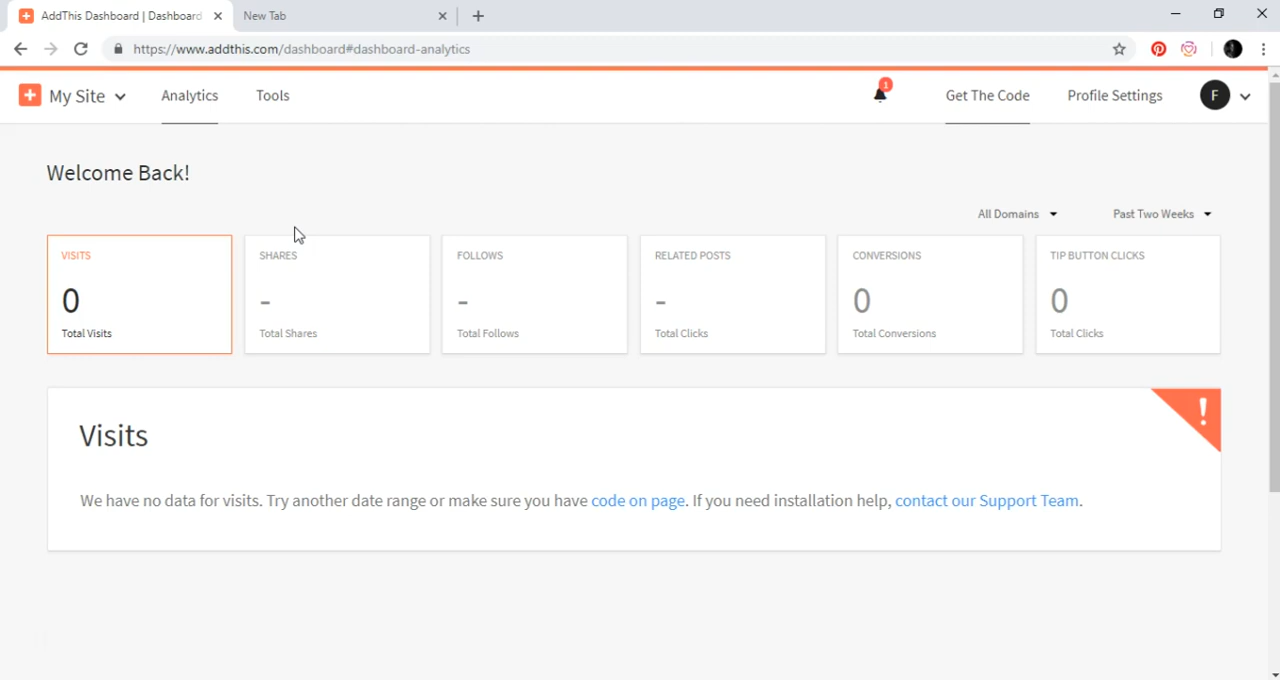 AddThis Dashboard | Dashboard
New Tab
https://www.addthis.com/dashboard#dashboard-analytics
My Site
Analytics
Tools
1
Get The Code
Profile Settings
F
Welcome Back!
All Domains
Past Two Weeks
VISITS
0
Total Visits
SHARES
-
Total Shares
FOLLOWS
-
Total Follows
RELATED POSTS
-
Total Clicks
CONVERSIONS
0
Total Conversions
TIP BUTTON CLICKS
0
Total Clicks
!
Visits
We have no data for visits. Try another date range or make sure you have code on page. If you need installation help, contact our Support Team.